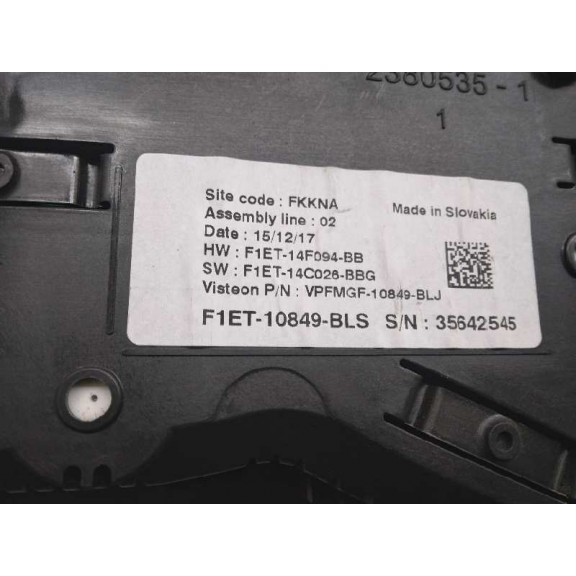 2380535 - 1
1
Site code : FKKNA
Assembly line : 02
Made in Slovakia
Date : 15/12/17
HW : F1ET-14F094-BB
SW : F1ET-14C026-BBG
Visteon P/N : VPFMGF-10849-BLJ
F1ET-10849-BLS S/N : 35642545